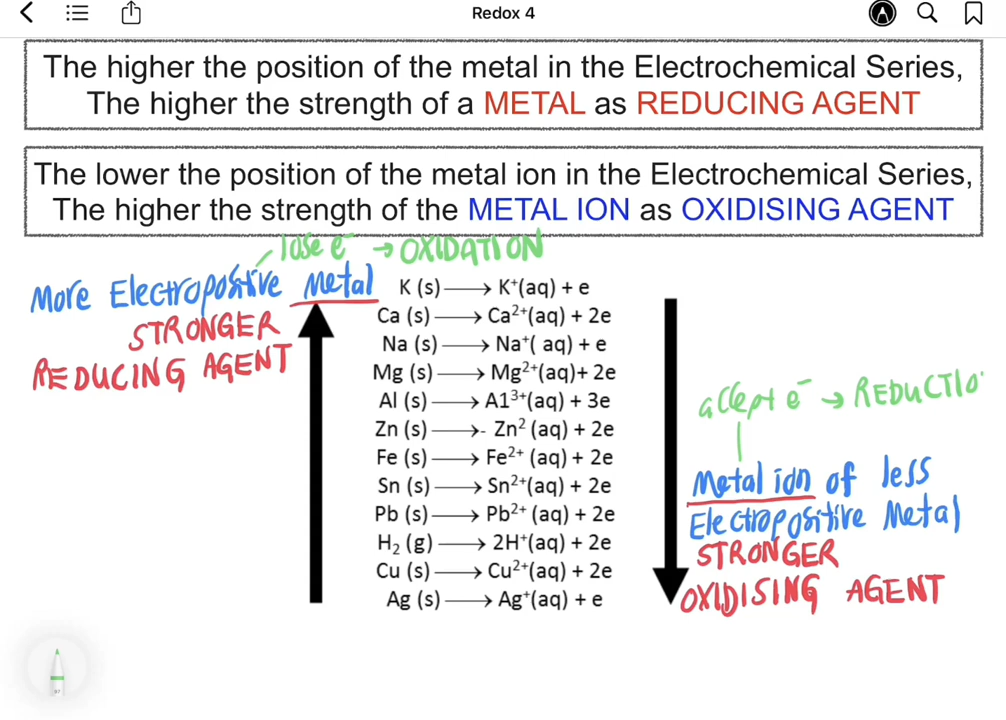 Redox 4
The higher the position of the metal in the Electrochemical Series,
The higher the strength of a METAL as REDUCING AGENT
The lower the position of the metal ion in the Electrochemical Series,
The higher the strength of the METAL ION as OXIDISING AGENT
lose e⁻ → OXIDATION
More Electropositive Metal
STRONGER
REDUCING AGENT
K (s) ⟶ K⁺(aq) + e
Ca (s) ⟶ Ca²⁺(aq) + 2e
Na (s) ⟶ Na⁺( aq) + e
Mg (s) ⟶ Mg²⁺(aq)+ 2e
Al (s) ⟶ A1³⁺(aq) + 3e
Zn (s) ⟶- Zn² (aq) + 2e
Fe (s) ⟶ Fe²⁺ (aq) + 2e
Sn (s) ⟶ Sn²⁺(aq) + 2e
Pb (s) ⟶ Pb²⁺ (aq) + 2e
H₂ (g) ⟶ 2H⁺(aq) + 2e
Cu (s) ⟶ Cu²⁺(aq) + 2e
Ag (s) ⟶ Ag⁺(aq) + e
accept e⁻ → REDUCTIO
Metal ion of less
Electropositive Metal
STRONGER
OXIDISING AGENT